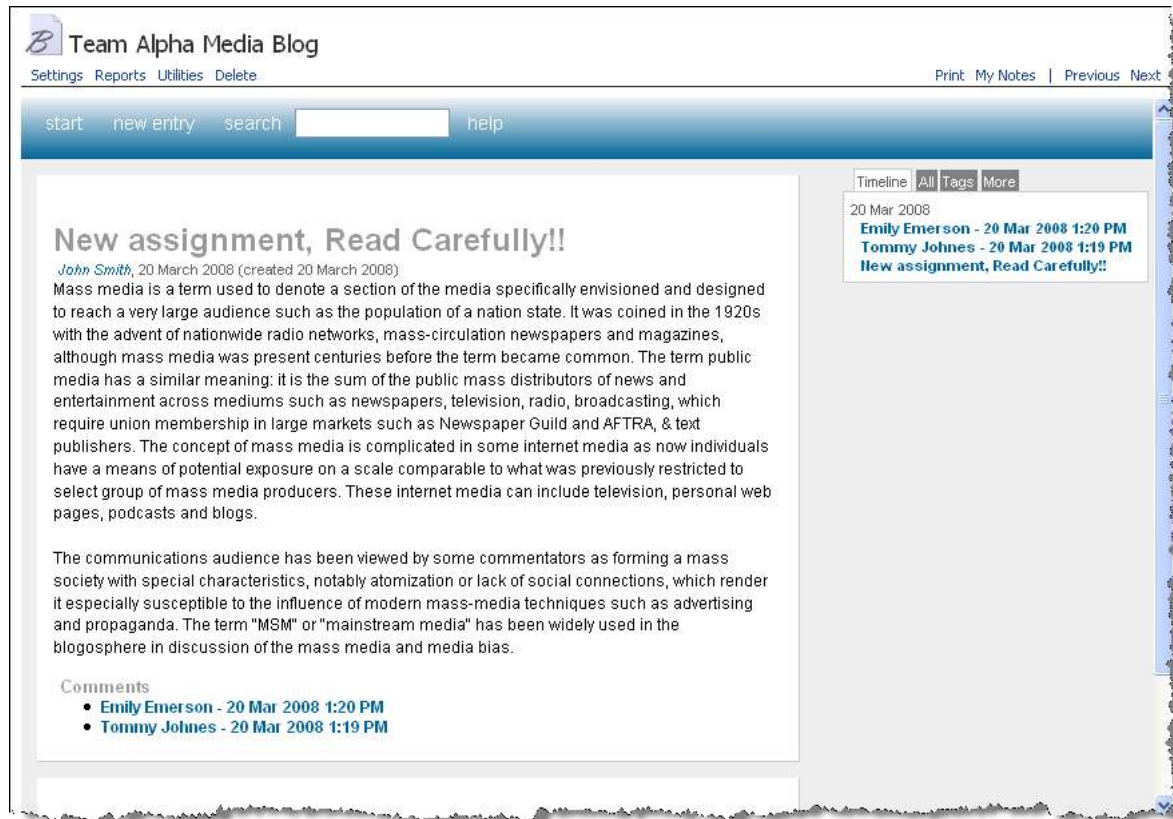 B Team Alpha Media Blog
Settings Reports Utilities Delete
Print My Notes | Previous Next
start new entry search help
New assignment, Read Carefully!!
John Smith, 20 March 2008 (created 20 March 2008)
Mass media is a term used to denote a section of the media specifically envisioned and designed
to reach a very large audience such as the population of a nation state. It was coined in the 1920s
with the advent of nationwide radio networks, mass-circulation newspapers and magazines,
although mass media was present centuries before the term became common. The term public
media has a similar meaning: it is the sum of the public mass distributors of news and
entertainment across mediums such as newspapers, television, radio, broadcasting, which
require union membership in large markets such as Newspaper Guild and AFTRA, & text
publishers. The concept of mass media is complicated in some internet media as now individuals
have a means of potential exposure on a scale comparable to what was previously restricted to
select group of mass media producers. These internet media can include television, personal web
pages, podcasts and blogs.
The communications audience has been viewed by some commentators as forming a mass
society with special characteristics, notably atomization or lack of social connections, which render
it especially susceptible to the influence of modern mass-media techniques such as advertising
and propaganda. The term "MSM" or "mainstream media" has been widely used in the
blogosphere in discussion of the mass media and media bias.
Comments
• Emily Emerson - 20 Mar 2008 1:20 PM
• Tommy Johnes - 20 Mar 2008 1:19 PM
Timeline All Tags More
20 Mar 2008
Emily Emerson - 20 Mar 2008 1:20 PM
Tommy Johnes - 20 Mar 2008 1:19 PM
New assignment, Read Carefully!!